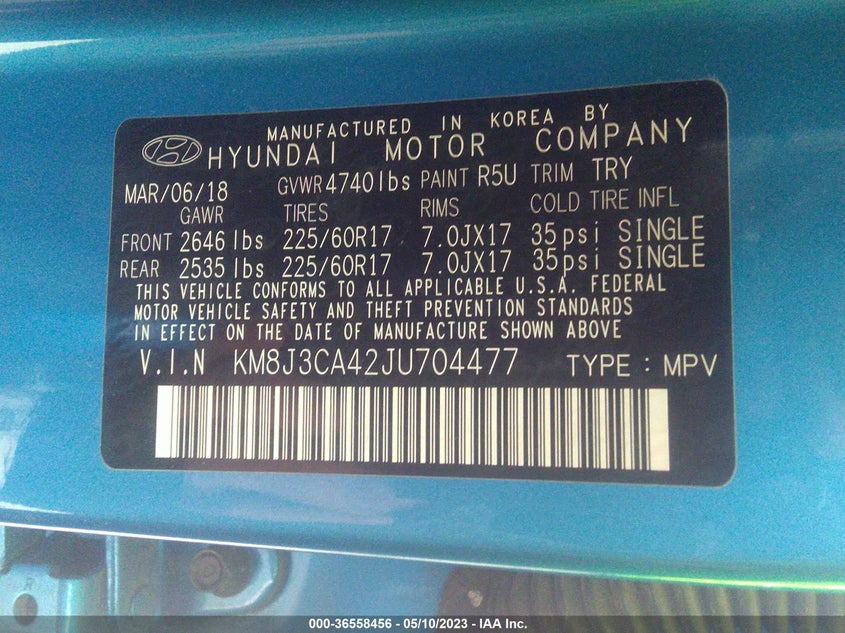 MANUFACTURED IN KOREA BY
HYUNDAI MOTOR COMPANY
MAR/06/18 GVWR 4740lbs PAINT R5U TRIM TRY
GAWR TIRES RIMS COLD TIRE INFL
FRONT 2646 lbs 225/60R17 7.0JX17 35psi SINGLE
REAR 2535 lbs 225/60R17 7.0JX17 35psi SINGLE
THIS VEHICLE CONFORMS TO ALL APPLICABLE U.S.A. FEDERAL
MOTOR VEHICLE SAFETY AND THEFT PREVENTION STANDARDS
IN EFFECT ON THE DATE OF MANUFACTURE SHOWN ABOVE
V.I.N KM8J3CA42JU704477 TYPE : MPV
R
000-36558456 - 05/10/2023 - IAA Inc.